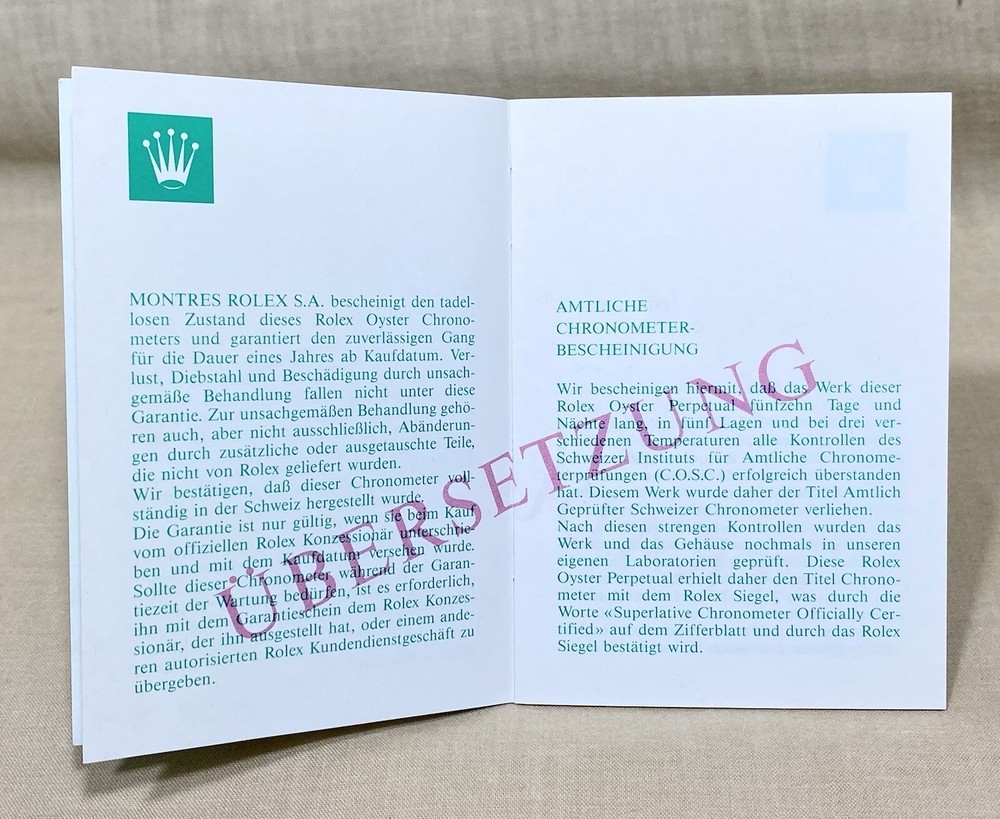 MONTRES ROLEX S.A. bescheinigt den tadel-
losen Zustand dieses Rolex Oyster Chrono-
meters und garantiert den zuverlässigen Gang
für die Dauer eines Jahres ab Kaufdatum. Ver-
lust, Diebstahl und Beschädigung durch unsach-
gemäße Behandlung fallen nicht unter diese
Garantie. Zur unsachgemäßen Behandlung gehö-
ren auch, aber nicht ausschließlich, Abänderun-
gen durch zusätzliche oder ausgetauschte Teile,
die nicht von Rolex geliefert wurden.
Wir bestätigen, daß dieser Chronometer voll-
ständig in der Schweiz hergestellt wurde.
Die Garantie ist nur gültig, wenn sie beim Kauf
vom offiziellen Rolex Konzessionär unterschrie-
ben und mit dem Kaufdatum versehen wurde.
Sollte dieser Chronometer während der Garan-
tiezeit der Wartung bedürfen, ist es erforderlich,
ihn mit dem Garantieschein dem Rolex Konzes-
sionär, der ihn ausgestellt hat, oder einem ande-
ren autorisierten Rolex Kundendienstgeschäft zu
übergeben.
ÜBERSETZUNG
AMTLICHE
CHRONOMETER-
BESCHEINIGUNG
Wir bescheinigen hiermit, daß das Werk dieser
Rolex Oyster Perpetual fünfzehn Tage und
Nächte lang, in fünf Lagen und bei drei ver-
schiedenen Temperaturen alle Kontrollen des
Schweizer Instituts für Amtliche Chronome-
terprüfungen (C.O.S.C.) erfolgreich überstanden
hat. Diesem Werk wurde daher der Titel Amtlich
Geprüfter Schweizer Chronometer verliehen.
Nach diesen strengen Kontrollen wurden das
Werk und das Gehäuse nochmals in unseren
eigenen Laboratorien geprüft. Diese Rolex
Oyster Perpetual erhielt daher den Titel Chrono-
meter mit dem Rolex Siegel, was durch die
Worte «Superlative Chronometer Officially Cer-
tified» auf dem Zifferblatt und durch das Rolex
Siegel bestätigt wird.